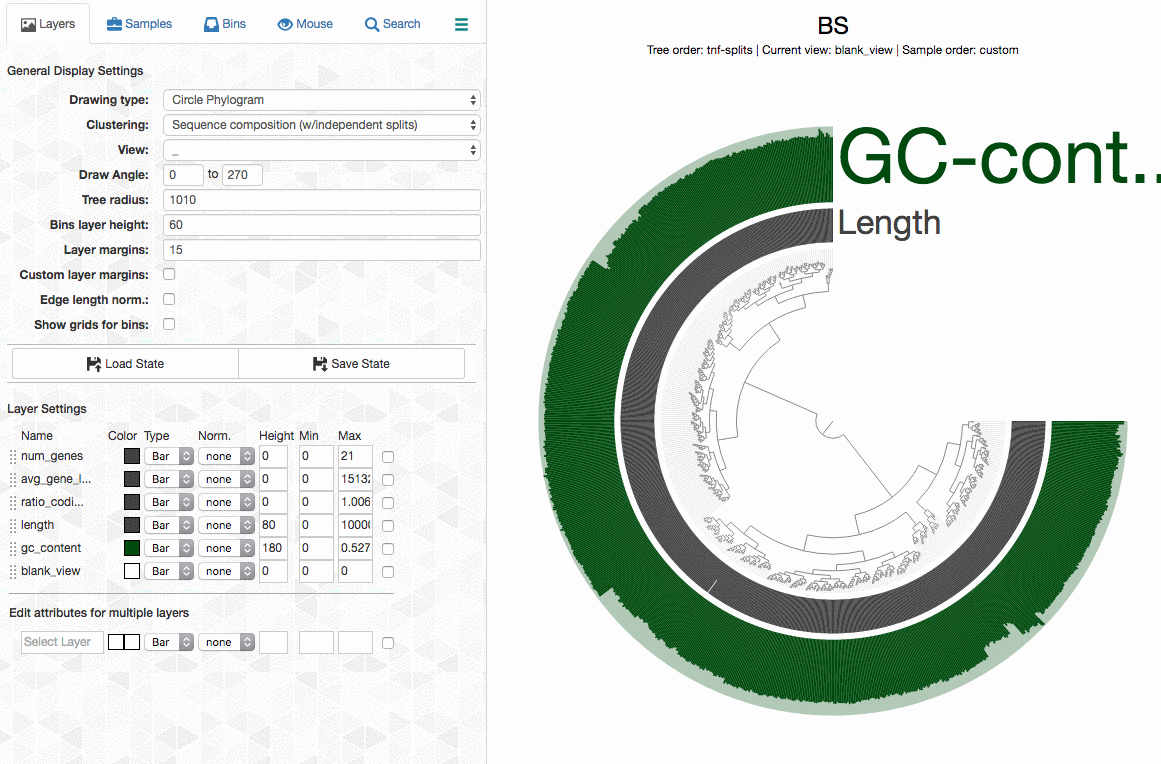 Layers Samples Bins Mouse Search
General Display Settings
Drawing type: Circle Phylogram
Clustering: Sequence composition (w/independent splits)
View: _
Draw Angle: 0 to 270
Tree radius: 1010
Bins layer height: 60
Layer margins: 15
Custom layer margins:
Edge length norm.:
Show grids for bins:
Load State Save State
Layer Settings
Name Color Type Norm. Height Min Max
num_genes Bar none 0 0 21
avg_gene_l... Bar none 0 0 1513
ratio_codi... Bar none 0 0 1.006
length Bar none 80 0 1000
gc_content Bar none 180 0 0.527
blank_view Bar none 0 0 0
Edit attributes for multiple layers
Select Layer Bar none
BS
Tree order: tnf-splits | Current view: blank_view | Sample order: custom
GC-cont..
Length